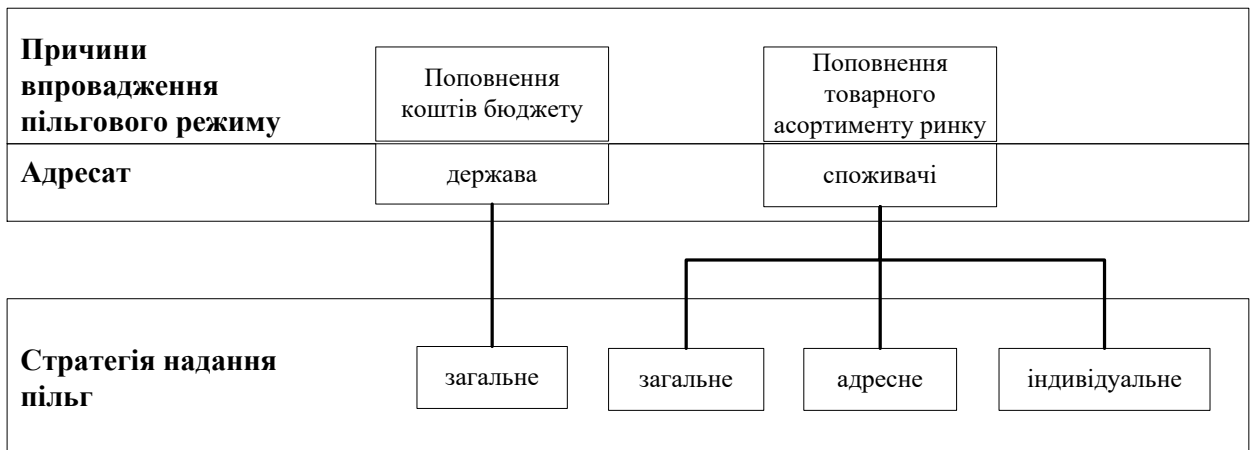 Причини
впровадження
пільгового режиму
Поповнення
коштів бюджету
Поповнення
товарного
асортименту ринку
Адресат
держава
споживачі
Стратегія надання
пільг
загальне
загальне
адресне
індивідуальне